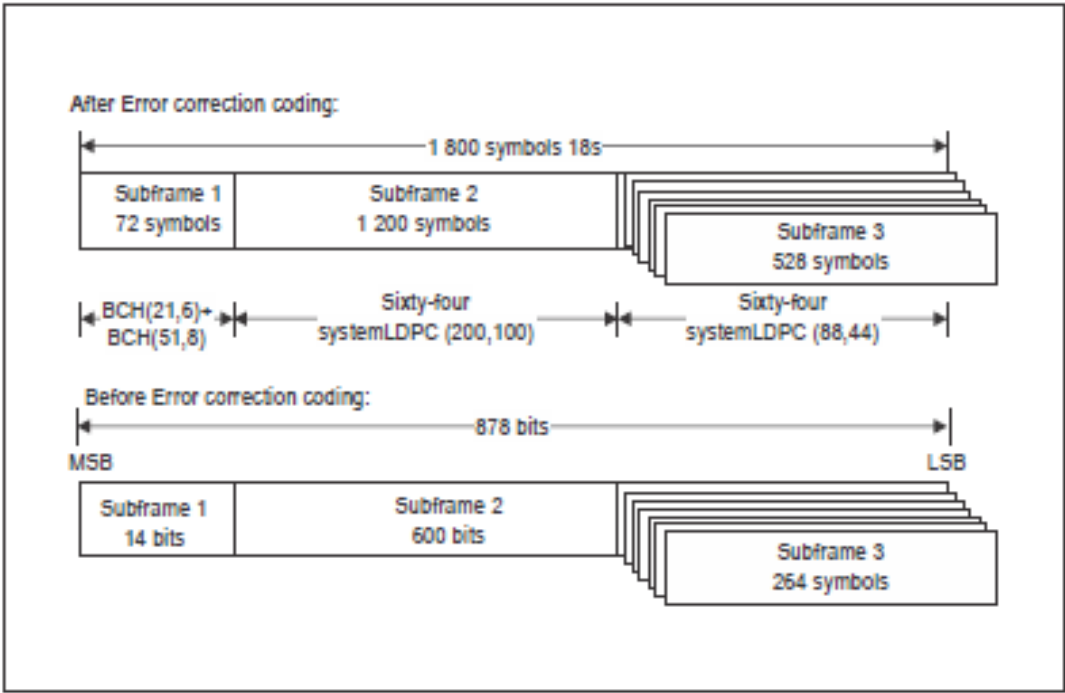 After Error correction coding:
1 800 symbols 18s
Subframe 1
72 symbols
Subframe 2
1 200 symbols
Subframe 3
528 symbols
BCH(21,6)+
BCH(51,8)
Sixty-four
systemLDPC (200,100)
Sixty-four
systemLDPC (88,44)
Before Error correction coding:
878 bits
MSB
LSB
Subframe 1
14 bits
Subframe 2
600 bits
Subframe 3
264 symbols